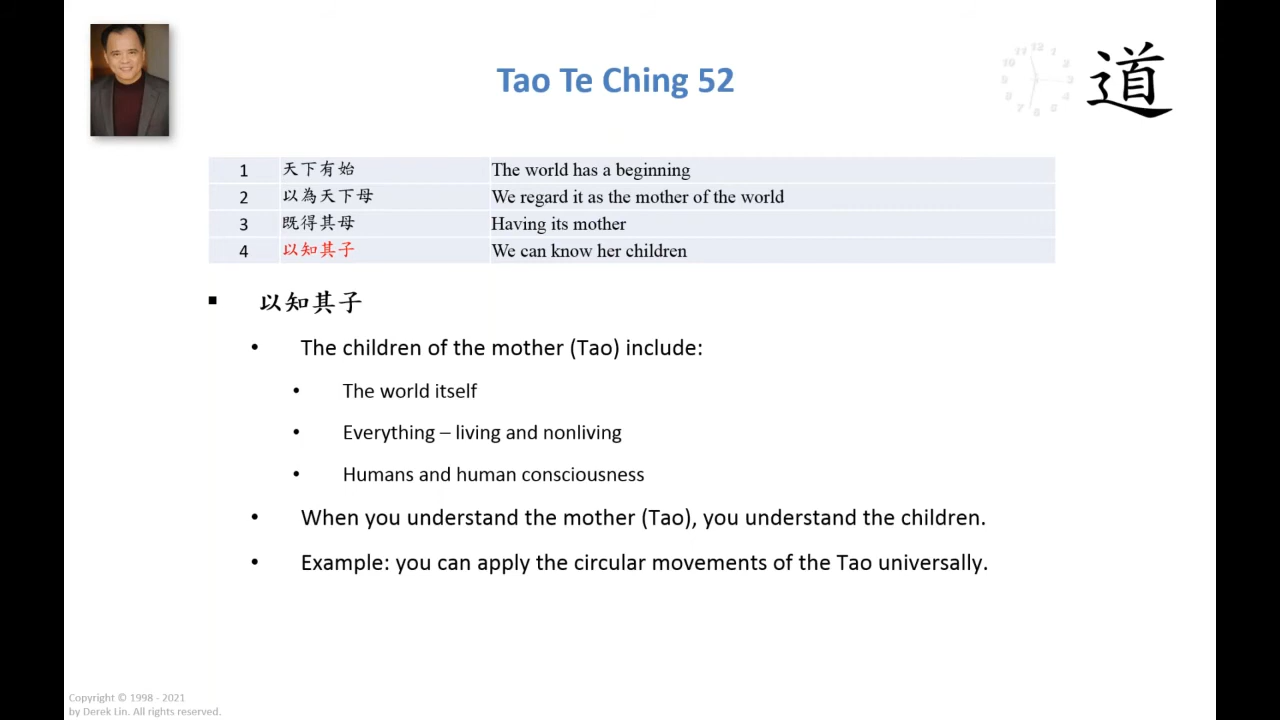 Tao Te Ching 52
道
1 天下有始 The world has a beginning
2 以為天下母 We regard it as the mother of the world
3 既得其母 Having its mother
4 以知其子 We can know her children
▪ 以知其子
• The children of the mother (Tao) include:
• The world itself
• Everything – living and nonliving
• Humans and human consciousness
• When you understand the mother (Tao), you understand the children.
• Example: you can apply the circular movements of the Tao universally.
Copyright © 1998 - 2021
by Derek Lin. All rights reserved.